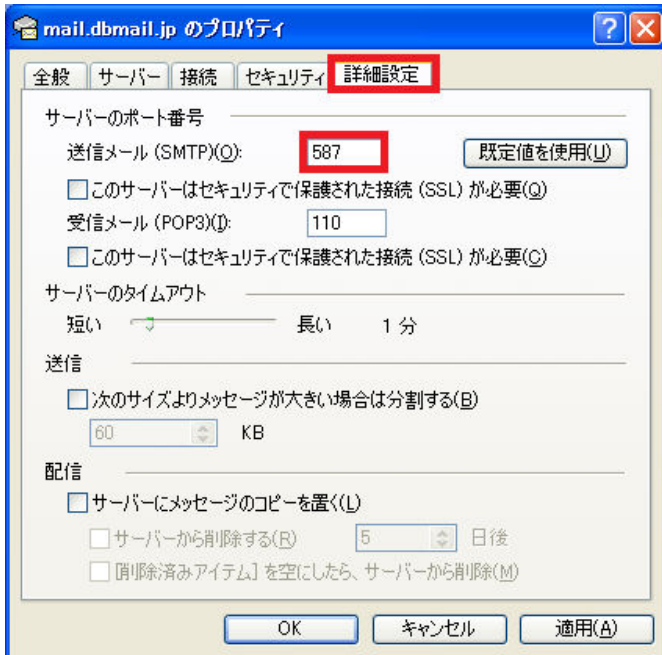 mail.dbmail.jp のプロパティ
全般 サーバー 接続 セキュリティ 詳細設定
サーバーのポート番号
送信メール (SMTP)(O): 587 既定値を使用(U)
このサーバーはセキュリティで保護された接続 (SSL) が必要(Q)
受信メール (POP3)(I): 110
このサーバーはセキュリティで保護された接続 (SSL) が必要(C)
サーバーのタイムアウト
短い 長い 1 分
送信
次のサイズよりメッセージが大きい場合は分割する(B)
60 KB
配信
サーバーにメッセージのコピーを置く(L)
サーバーから削除する(R) 5 日後
[削除済みアイテム] を空にしたら、サーバーから削除(M)
OK キャンセル 適用(A)